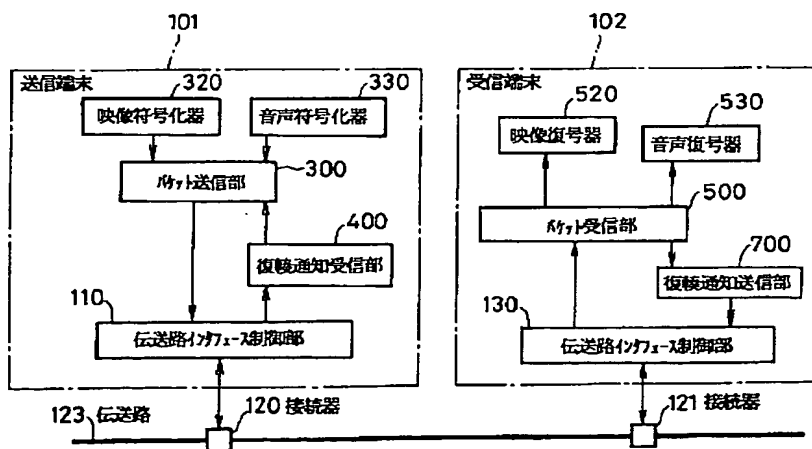 101
送信端末
320
映像符号化器
330
音声符号化器
300
パケット送信部
400
復輳通知受信部
110
伝送路インタフェース制御部
102
受信端末
520
映像復号器
530
音声復号器
500
パケット受信部
700
復輳通知送信部
130
伝送路インタフェース制御部
123 伝送路
120 接続器
121 接続器